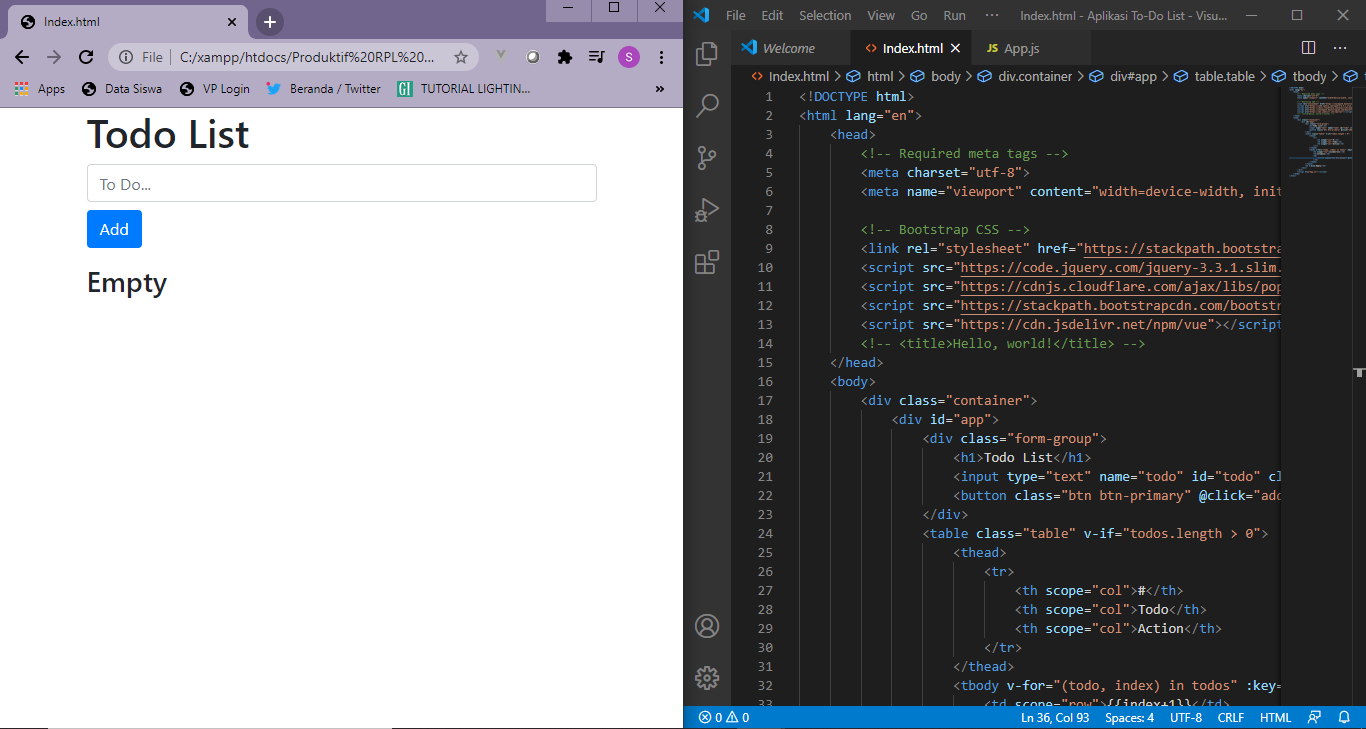 Index.html
File
C:/xampp/htdocs/Produktif%20RPL%20...
S
Apps
Data Siswa
VP Login
Beranda / Twitter
GI
TUTORIAL LIGHTIN...
»
Todo List
To Do...
Add
Empty
File Edit Selection View Go Run ··· Index.html - Aplikasi To-Do List - Visu...
Welcome
<> Index.html
JS App.js
···
<> Index.html > html > body > div.container > div#app > table.table > tbody >
1 <!DOCTYPE html>
2 <html lang="en">
3 <head>
4 <!-- Required meta tags -->
5 <meta charset="utf-8">
6 <meta name="viewport" content="width=device-width, init
7
8 <!-- Bootstrap CSS -->
9 <link rel="stylesheet" href="https://stackpath.bootstra
10 <script src="https://code.jquery.com/jquery-3.3.1.slim.
11 <script src="https://cdnjs.cloudflare.com/ajax/libs/pop
12 <script src="https://stackpath.bootstrapcdn.com/bootstr
13 <script src="https://cdn.jsdelivr.net/npm/vue"></script
14 <!-- <title>Hello, world!</title> -->
15 </head>
16 <body>
17 <div class="container">
18 <div id="app">
19 <div class="form-group">
20 <h1>Todo List</h1>
21 <input type="text" name="todo" id="todo" cl
22 <button class="btn btn-primary" @click="add
23 </div>
24 <table class="table" v-if="todos.length > 0">
25 <thead>
26 <tr>
27 <th scope="col">#</th>
28 <th scope="col">Todo</th>
29 <th scope="col">Action</th>
30 </tr>
31 </thead>
32 <tbody v-for="(todo, index) in todos" :key=
33 <td scope="row">{{index+1}}</td>
0 0
Ln 36, Col 93 Spaces: 4 UTF-8 CRLF HTML